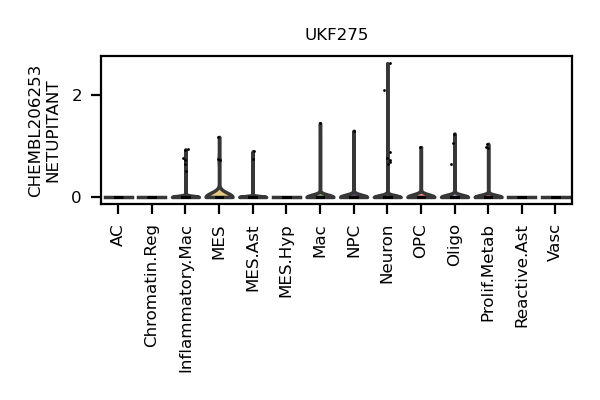 UKF275
CHEMBL206253
NETUPITANT
2
0
AC
Chromatin.Reg
Inflammatory.Mac
MES
MES.Ast
MES.Hyp
Mac
NPC
Neuron
OPC
Oligo
Prolif.Metab
Reactive.Ast
Vasc